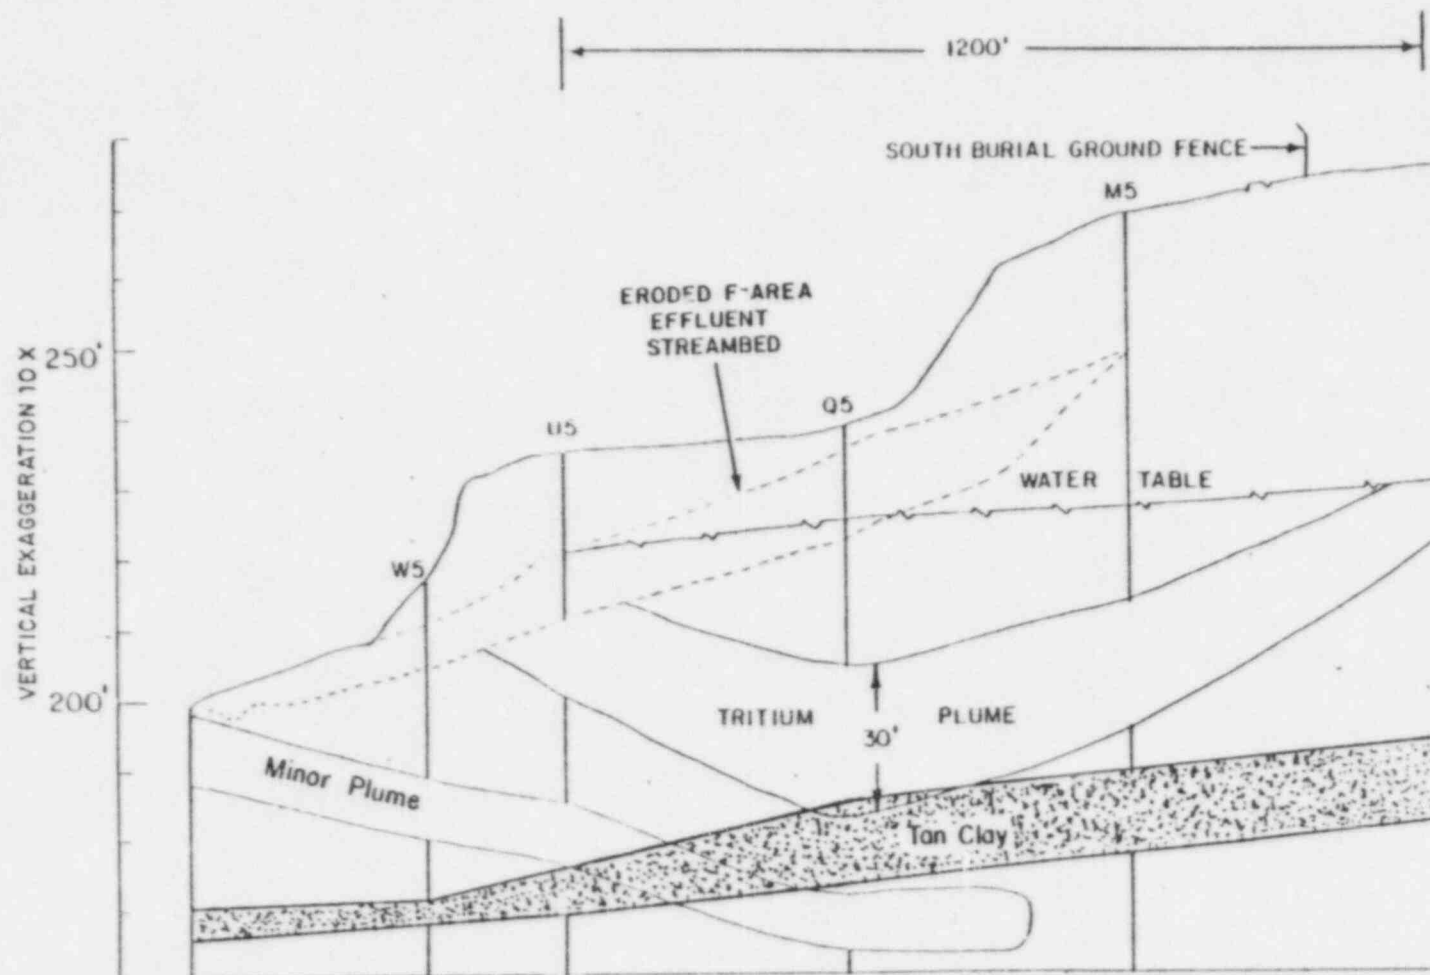 1200'
SOUTH BURIAL GROUND FENCE
M5
ERODED F-AREA
EFFLUENT
STREAMBED
VERTICAL EXAGGERATION 10 X
250'
Q5
U5
WATER TABLE
W5
200'
TRITIUM PLUME
30'
Minor Plume
Tan Clay